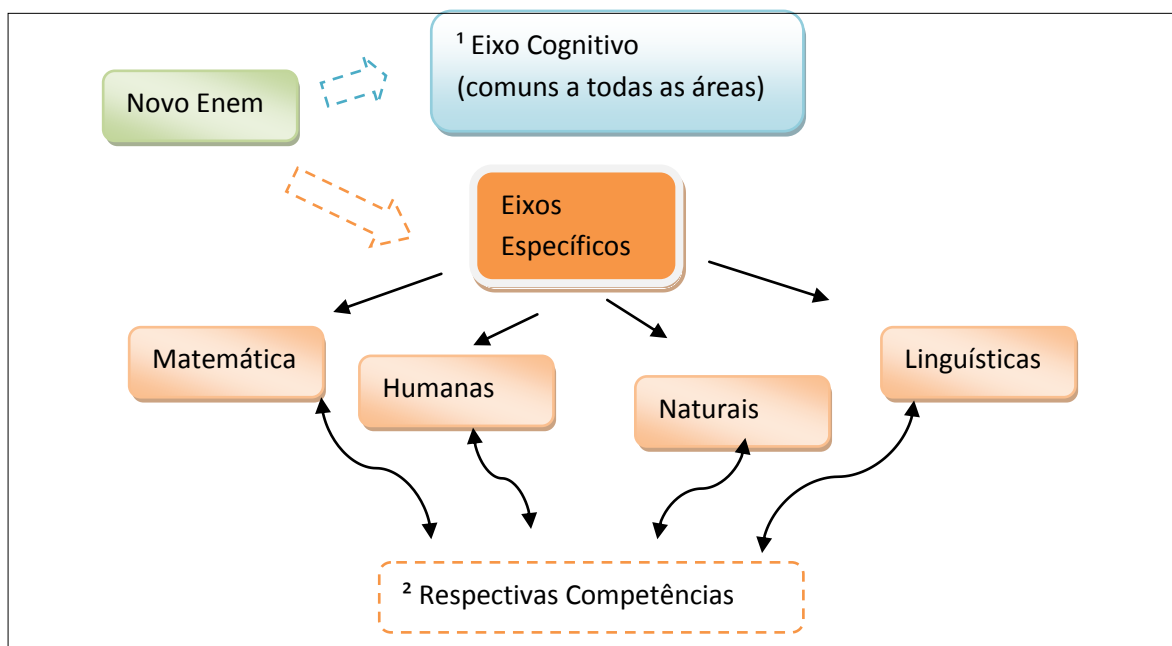 ¹ Eixo Cognitivo
(comuns a todas as áreas)
Novo Enem
Eixos
Específicos
Matemática
Humanas
Naturais
Linguísticas
² Respectivas Competências